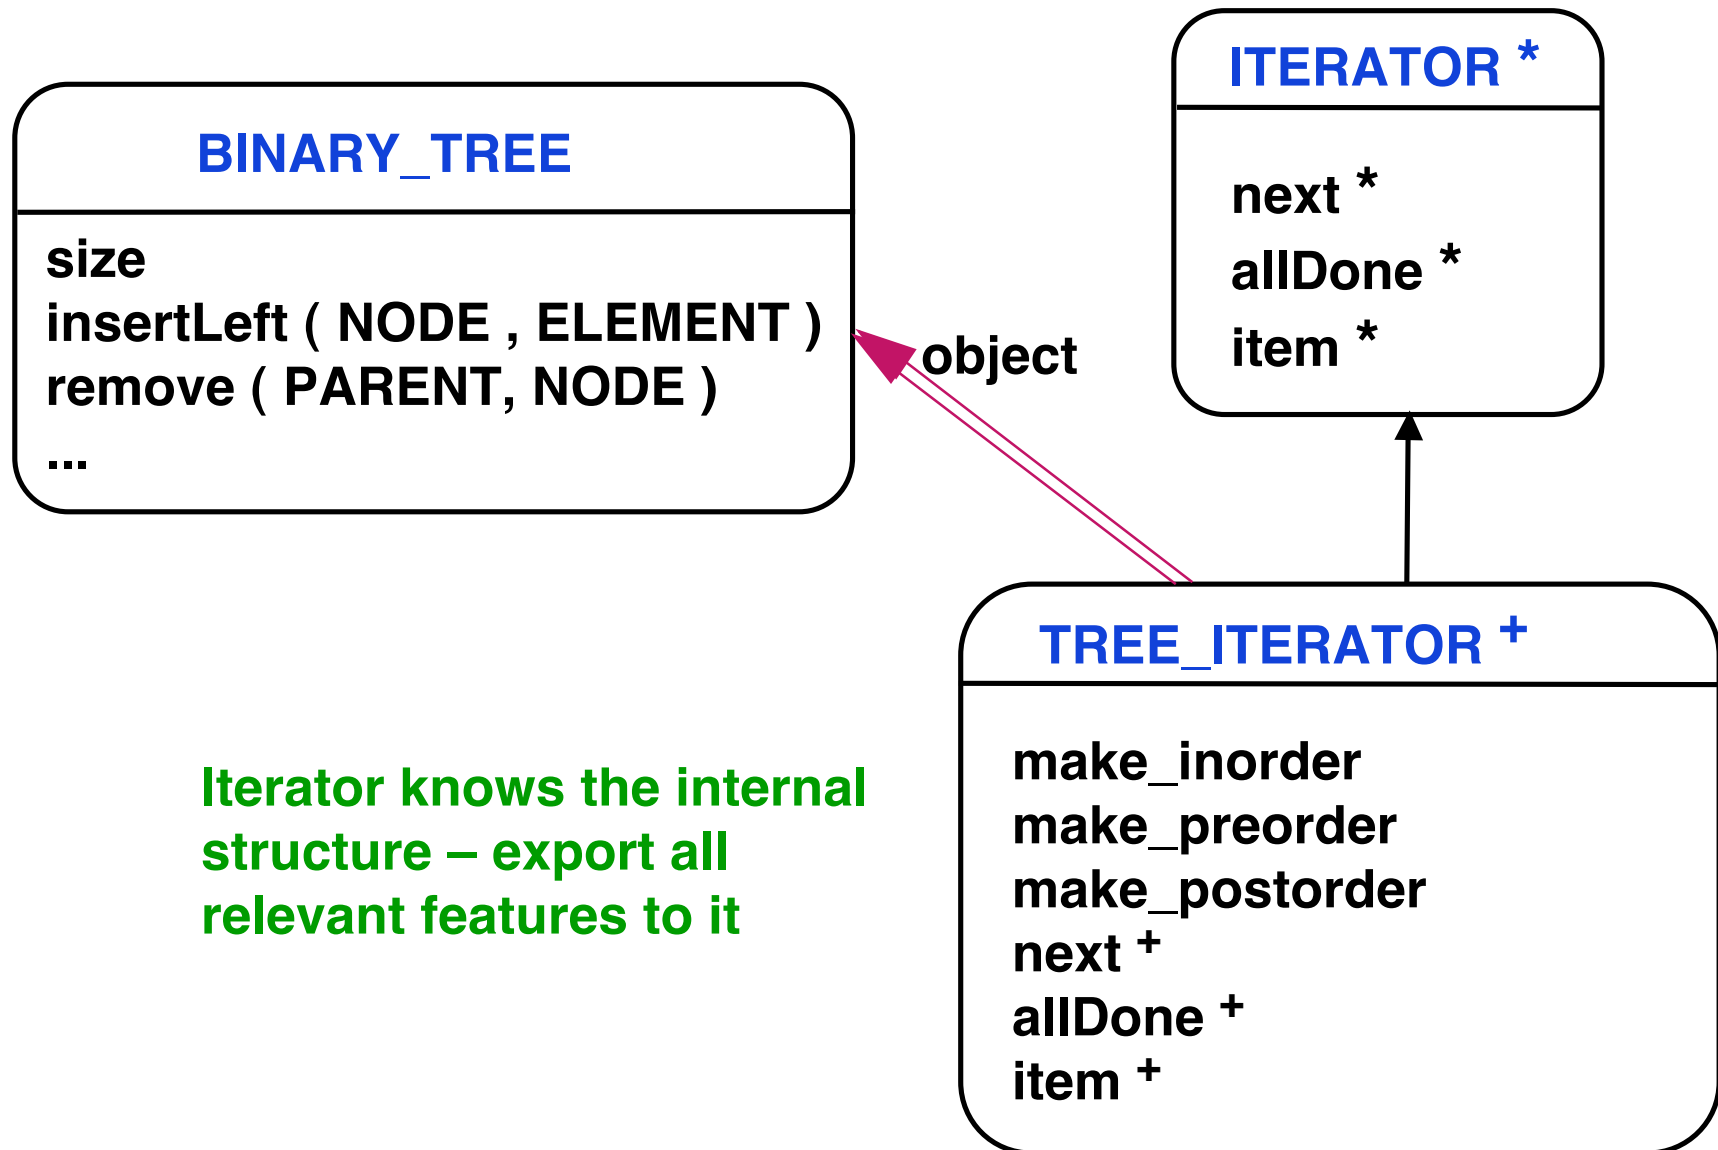 BINARY_TREE
size
insertLeft ( NODE , ELEMENT )
remove ( PARENT, NODE )
...
object
ITERATOR *
next *
allDone *
item *
TREE_ITERATOR +
make_inorder
make_preorder
make_postorder
next +
allDone +
item +
Iterator knows the internal
structure – export all
relevant features to it